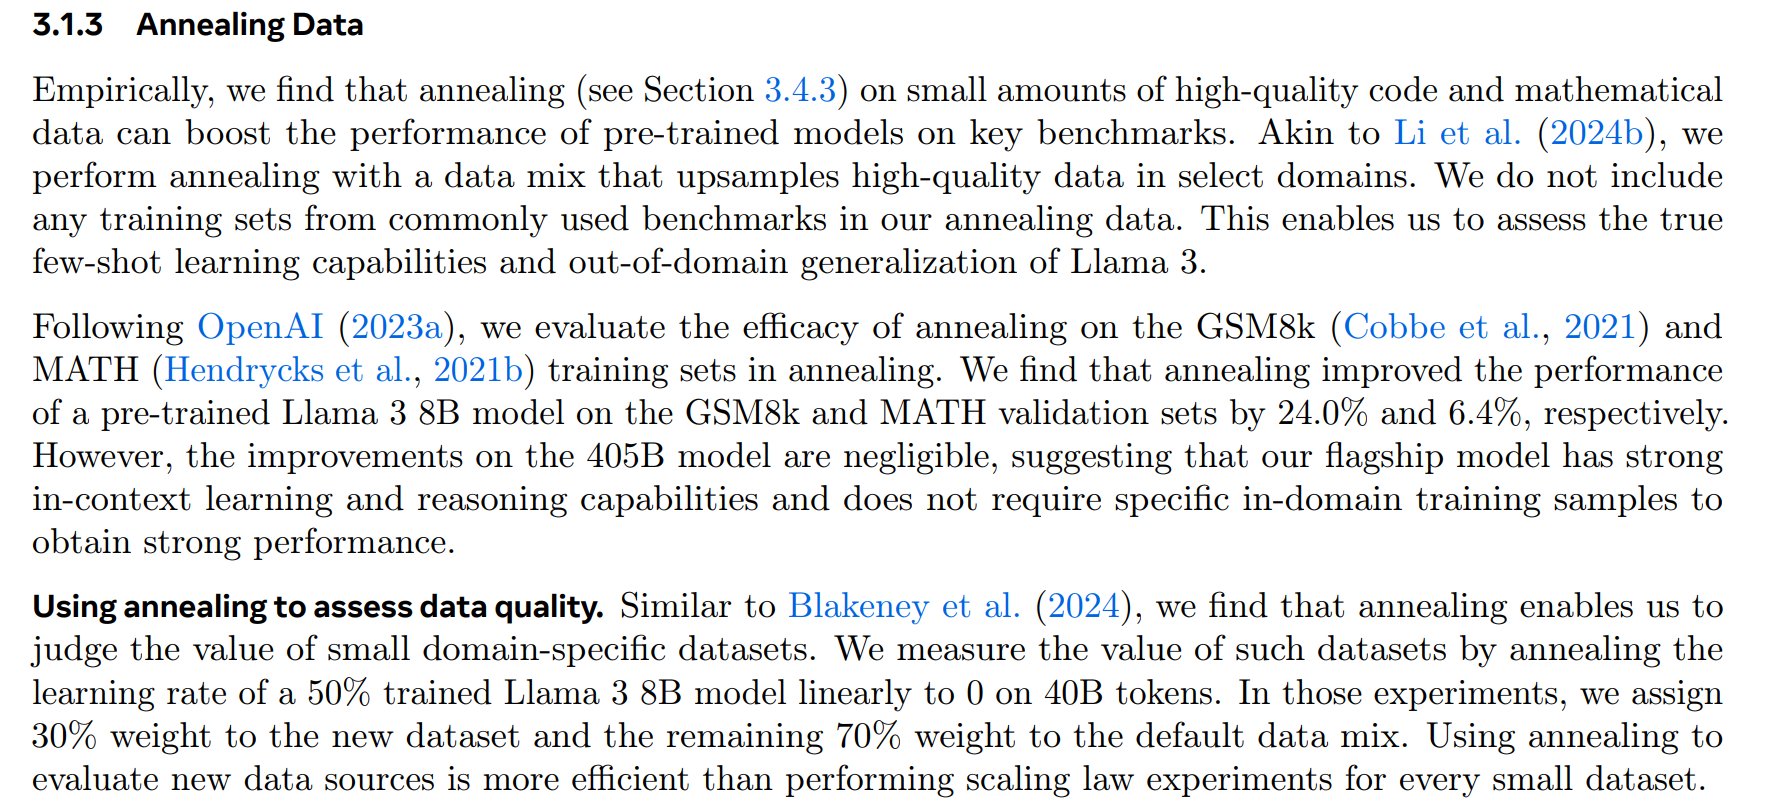 3.1.3 Annealing Data
Empirically, we find that annealing (see Section 3.4.3) on small amounts of high-quality code and mathematical
data can boost the performance of pre-trained models on key benchmarks. Akin to Li et al. (2024b), we
perform annealing with a data mix that upsamples high-quality data in select domains. We do not include
any training sets from commonly used benchmarks in our annealing data. This enables us to assess the true
few-shot learning capabilities and out-of-domain generalization of Llama 3.
Following OpenAI (2023a), we evaluate the efficacy of annealing on the GSM8k (Cobbe et al., 2021) and
MATH (Hendrycks et al., 2021b) training sets in annealing. We find that annealing improved the performance
of a pre-trained Llama 3 8B model on the GSM8k and MATH validation sets by 24.0% and 6.4%, respectively.
However, the improvements on the 405B model are negligible, suggesting that our flagship model has strong
in-context learning and reasoning capabilities and does not require specific in-domain training samples to
obtain strong performance.
Using annealing to assess data quality. Similar to Blakeney et al. (2024), we find that annealing enables us to
judge the value of small domain-specific datasets. We measure the value of such datasets by annealing the
learning rate of a 50% trained Llama 3 8B model linearly to 0 on 40B tokens. In those experiments, we assign
30% weight to the new dataset and the remaining 70% weight to the default data mix. Using annealing to
evaluate new data sources is more efficient than performing scaling law experiments for every small dataset.